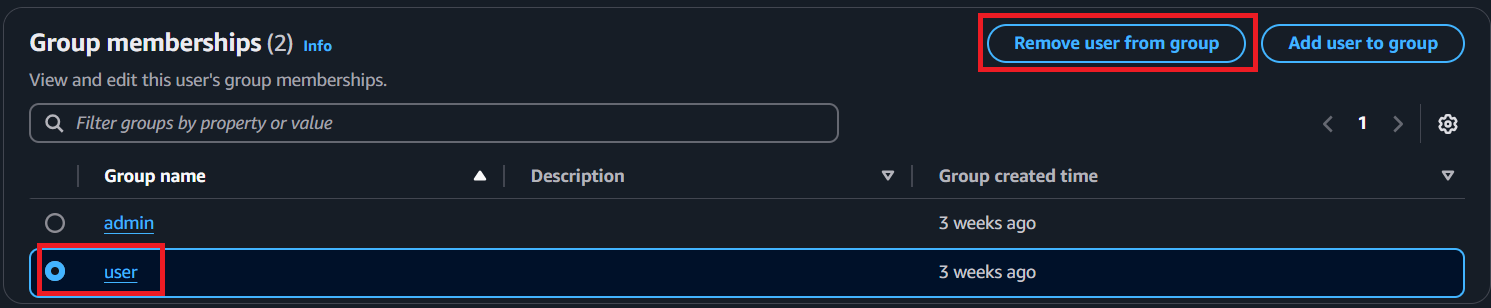 Group memberships (2) Info
Remove user from group
Add user to group
View and edit this user's group memberships.
Filter groups by property or value
1
Group name Description Group created time
admin 3 weeks ago
user 3 weeks ago